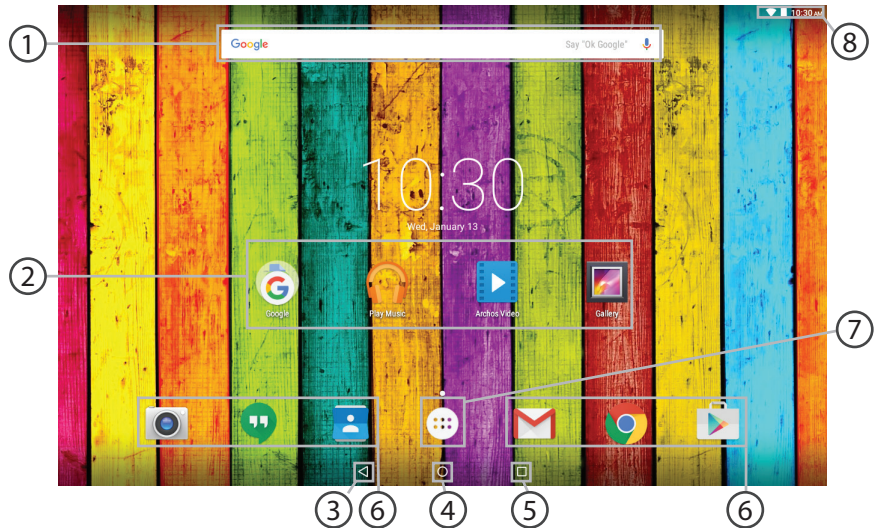 1
Google Say "Ok Google"
10:30 AM
8
10:30
Wed, January 13
2
Google Play Music Archos Video Gallery
7
3 6 4 5 6